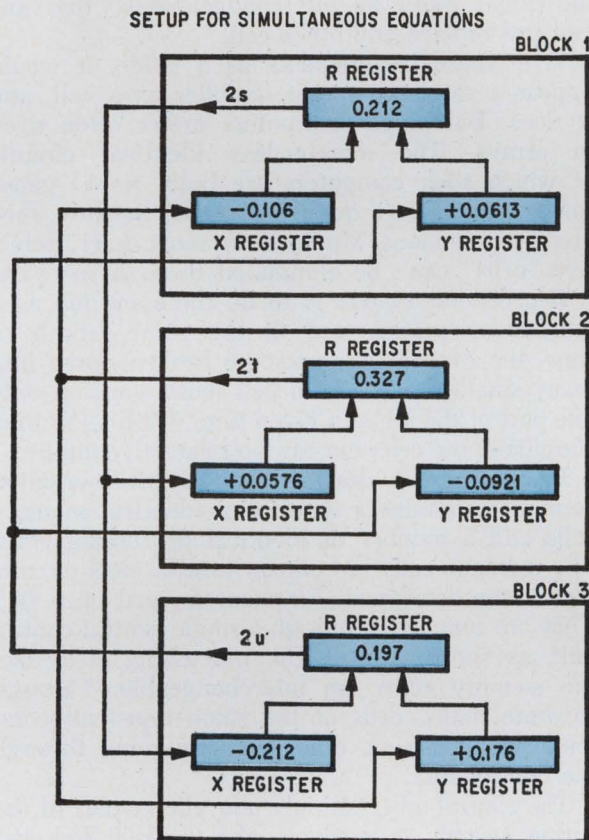 SETUP FOR SIMULTANEOUS EQUATIONS
BLOCK 1
R REGISTER
2s
0.212
-0.106
+0.0613
X REGISTER
Y REGISTER
BLOCK 2
R REGISTER
2t
0.327
+0.0576
-0.0921
X REGISTER
Y REGISTER
BLOCK 3
R REGISTER
2u
0.197
-0.212
+0.176
X REGISTER
Y REGISTER